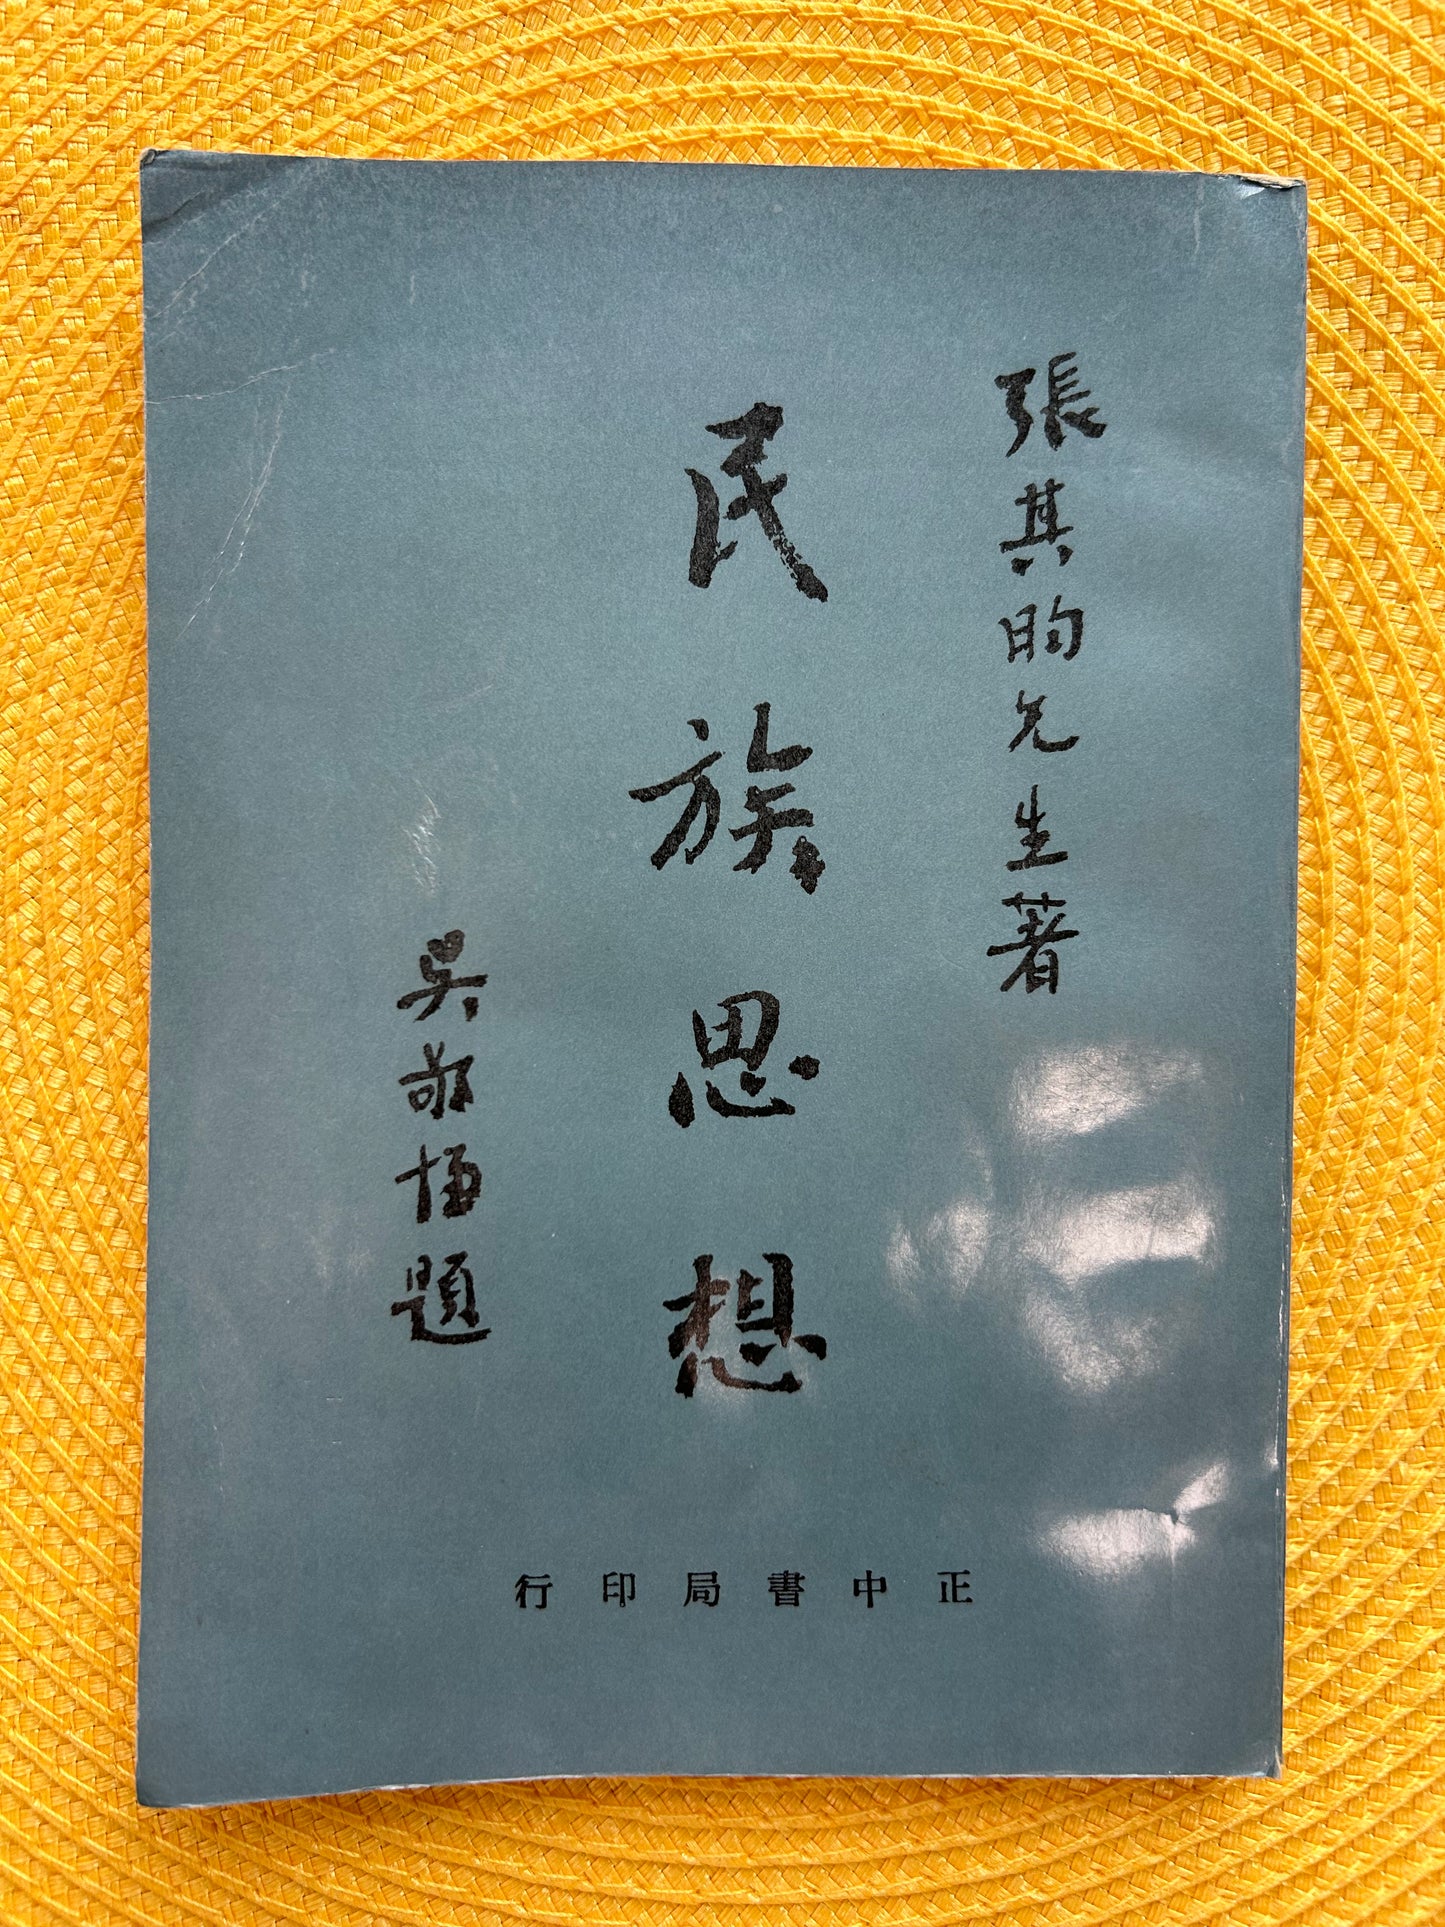 張其昀先生著
民族思想
吳敬恆題
正中書局印行